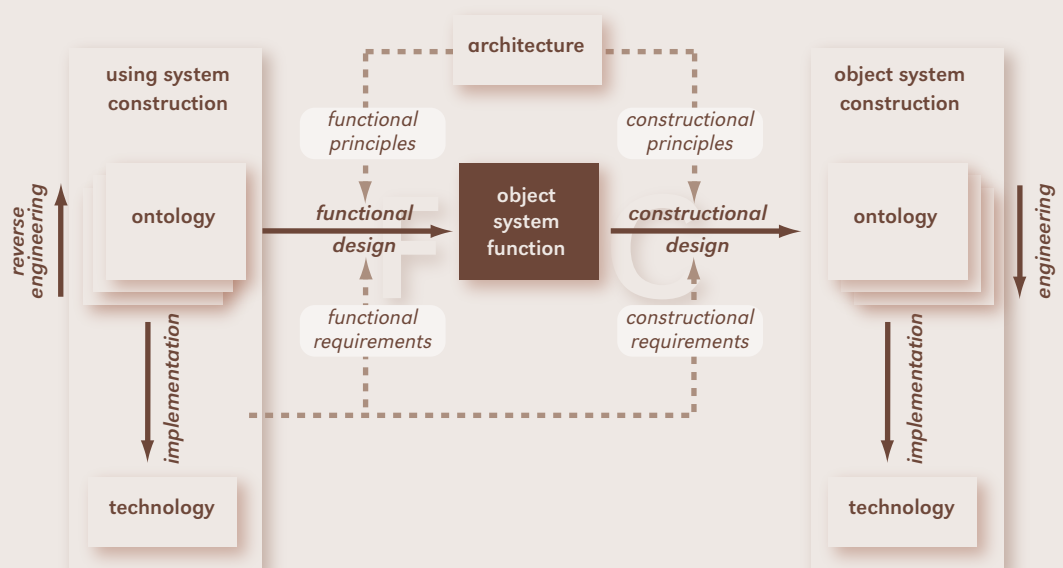 architecture
using system
construction
object system
construction
functional
principles
constructional
principles
ontology
object
system
function
ontology
reverse
engineering
functional
design
F
constructional
design
C
engineering
functional
requirements
constructional
requirements
implementation
implementation
technology
technology